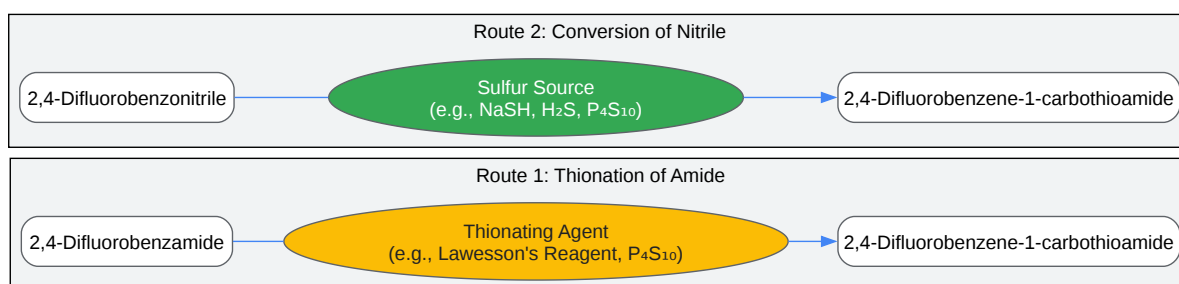 Route 2: Conversion of Nitrile
2,4-Difluorobenzonitrile
Sulfur Source
(e.g., NaSH, H₂S, P₄S₁₀)
2,4-Difluorobenzene-1-carbothioamide
Route 1: Thionation of Amide
2,4-Difluorobenzamide
Thionating Agent
(e.g., Lawesson's Reagent, P₄S₁₀)
2,4-Difluorobenzene-1-carbothioamide